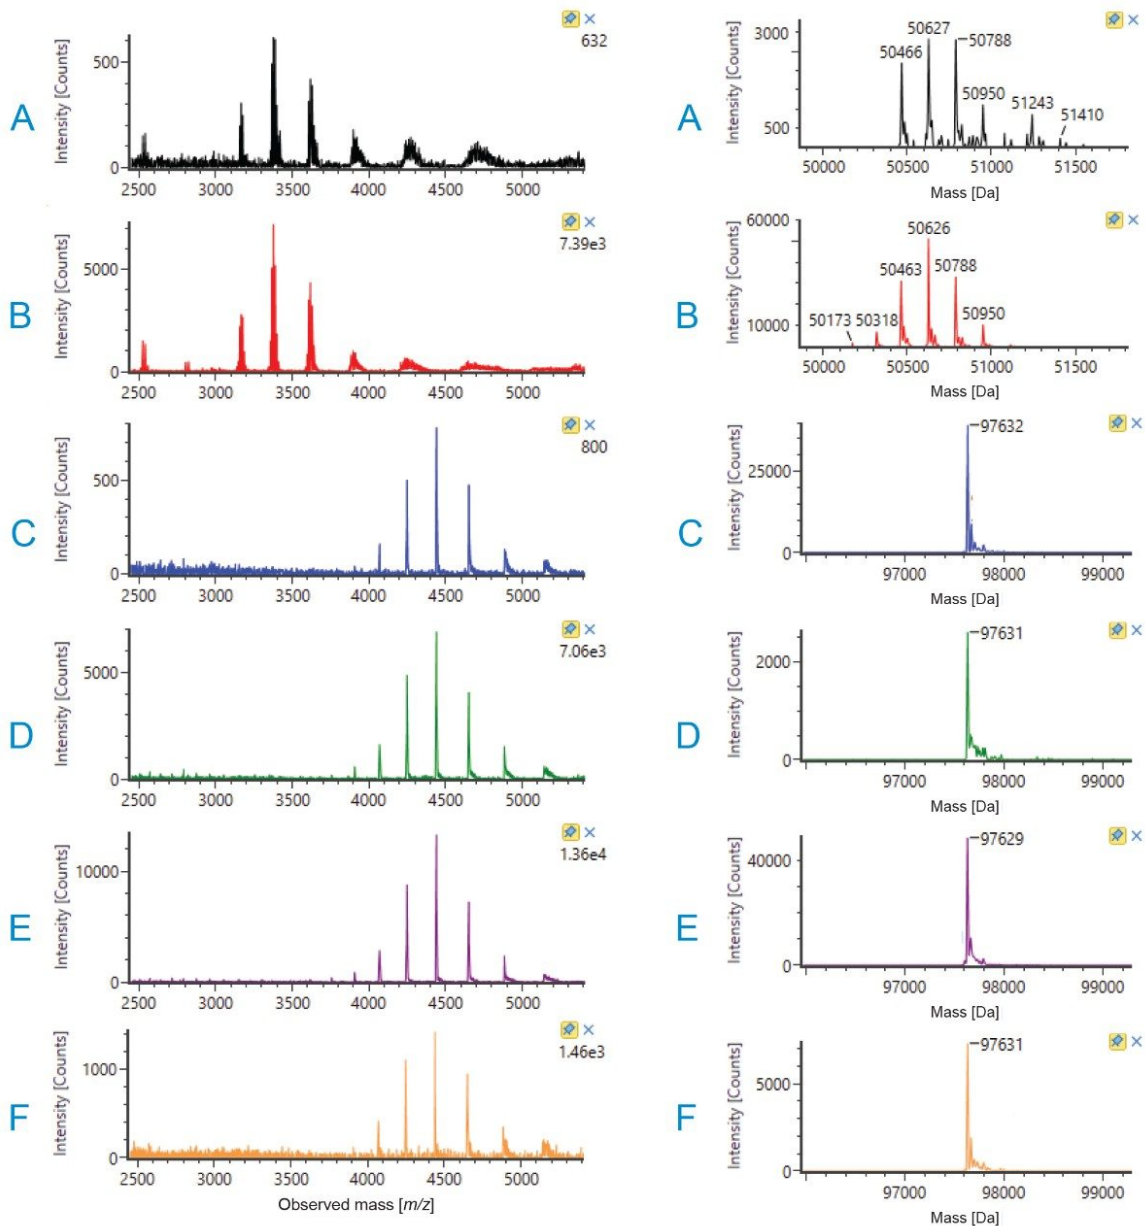 A
Intensity [Counts]
632
500
0
2500 3000 3500 4000 4500 5000
A
Intensity [Counts]
3000
500
50466
50627
50788
50950
51243
51410
50000 50500 51000 51500
Mass [Da]
B
Intensity [Counts]
7.39e3
5000
0
2500 3000 3500 4000 4500 5000
B
Intensity [Counts]
60000
10000
50173
50318
50463
50626
50788
50950
50000 50500 51000 51500
C
Intensity [Counts]
800
500
0
2500 3000 3500 4000 4500 5000
C
Intensity [Counts]
25000
0
97632
97000 98000 99000
Mass [Da]
D
Intensity [Counts]
7.06e3
5000
0
2500 3000 3500 4000 4500 5000
D
Intensity [Counts]
2000
0
97631
97000 98000 99000
Mass [Da]
E
Intensity [Counts]
1.36e4
10000
0
2500 3000 3500 4000 4500 5000
E
Intensity [Counts]
40000
0
97629
97000 98000 99000
Mass [Da]
F
Intensity [Counts]
1.46e3
1000
0
2500 3000 3500 4000 4500 5000
Observed mass [m/z]
F
Intensity [Counts]
5000
0
97631
97000 98000 99000
Mass [Da]